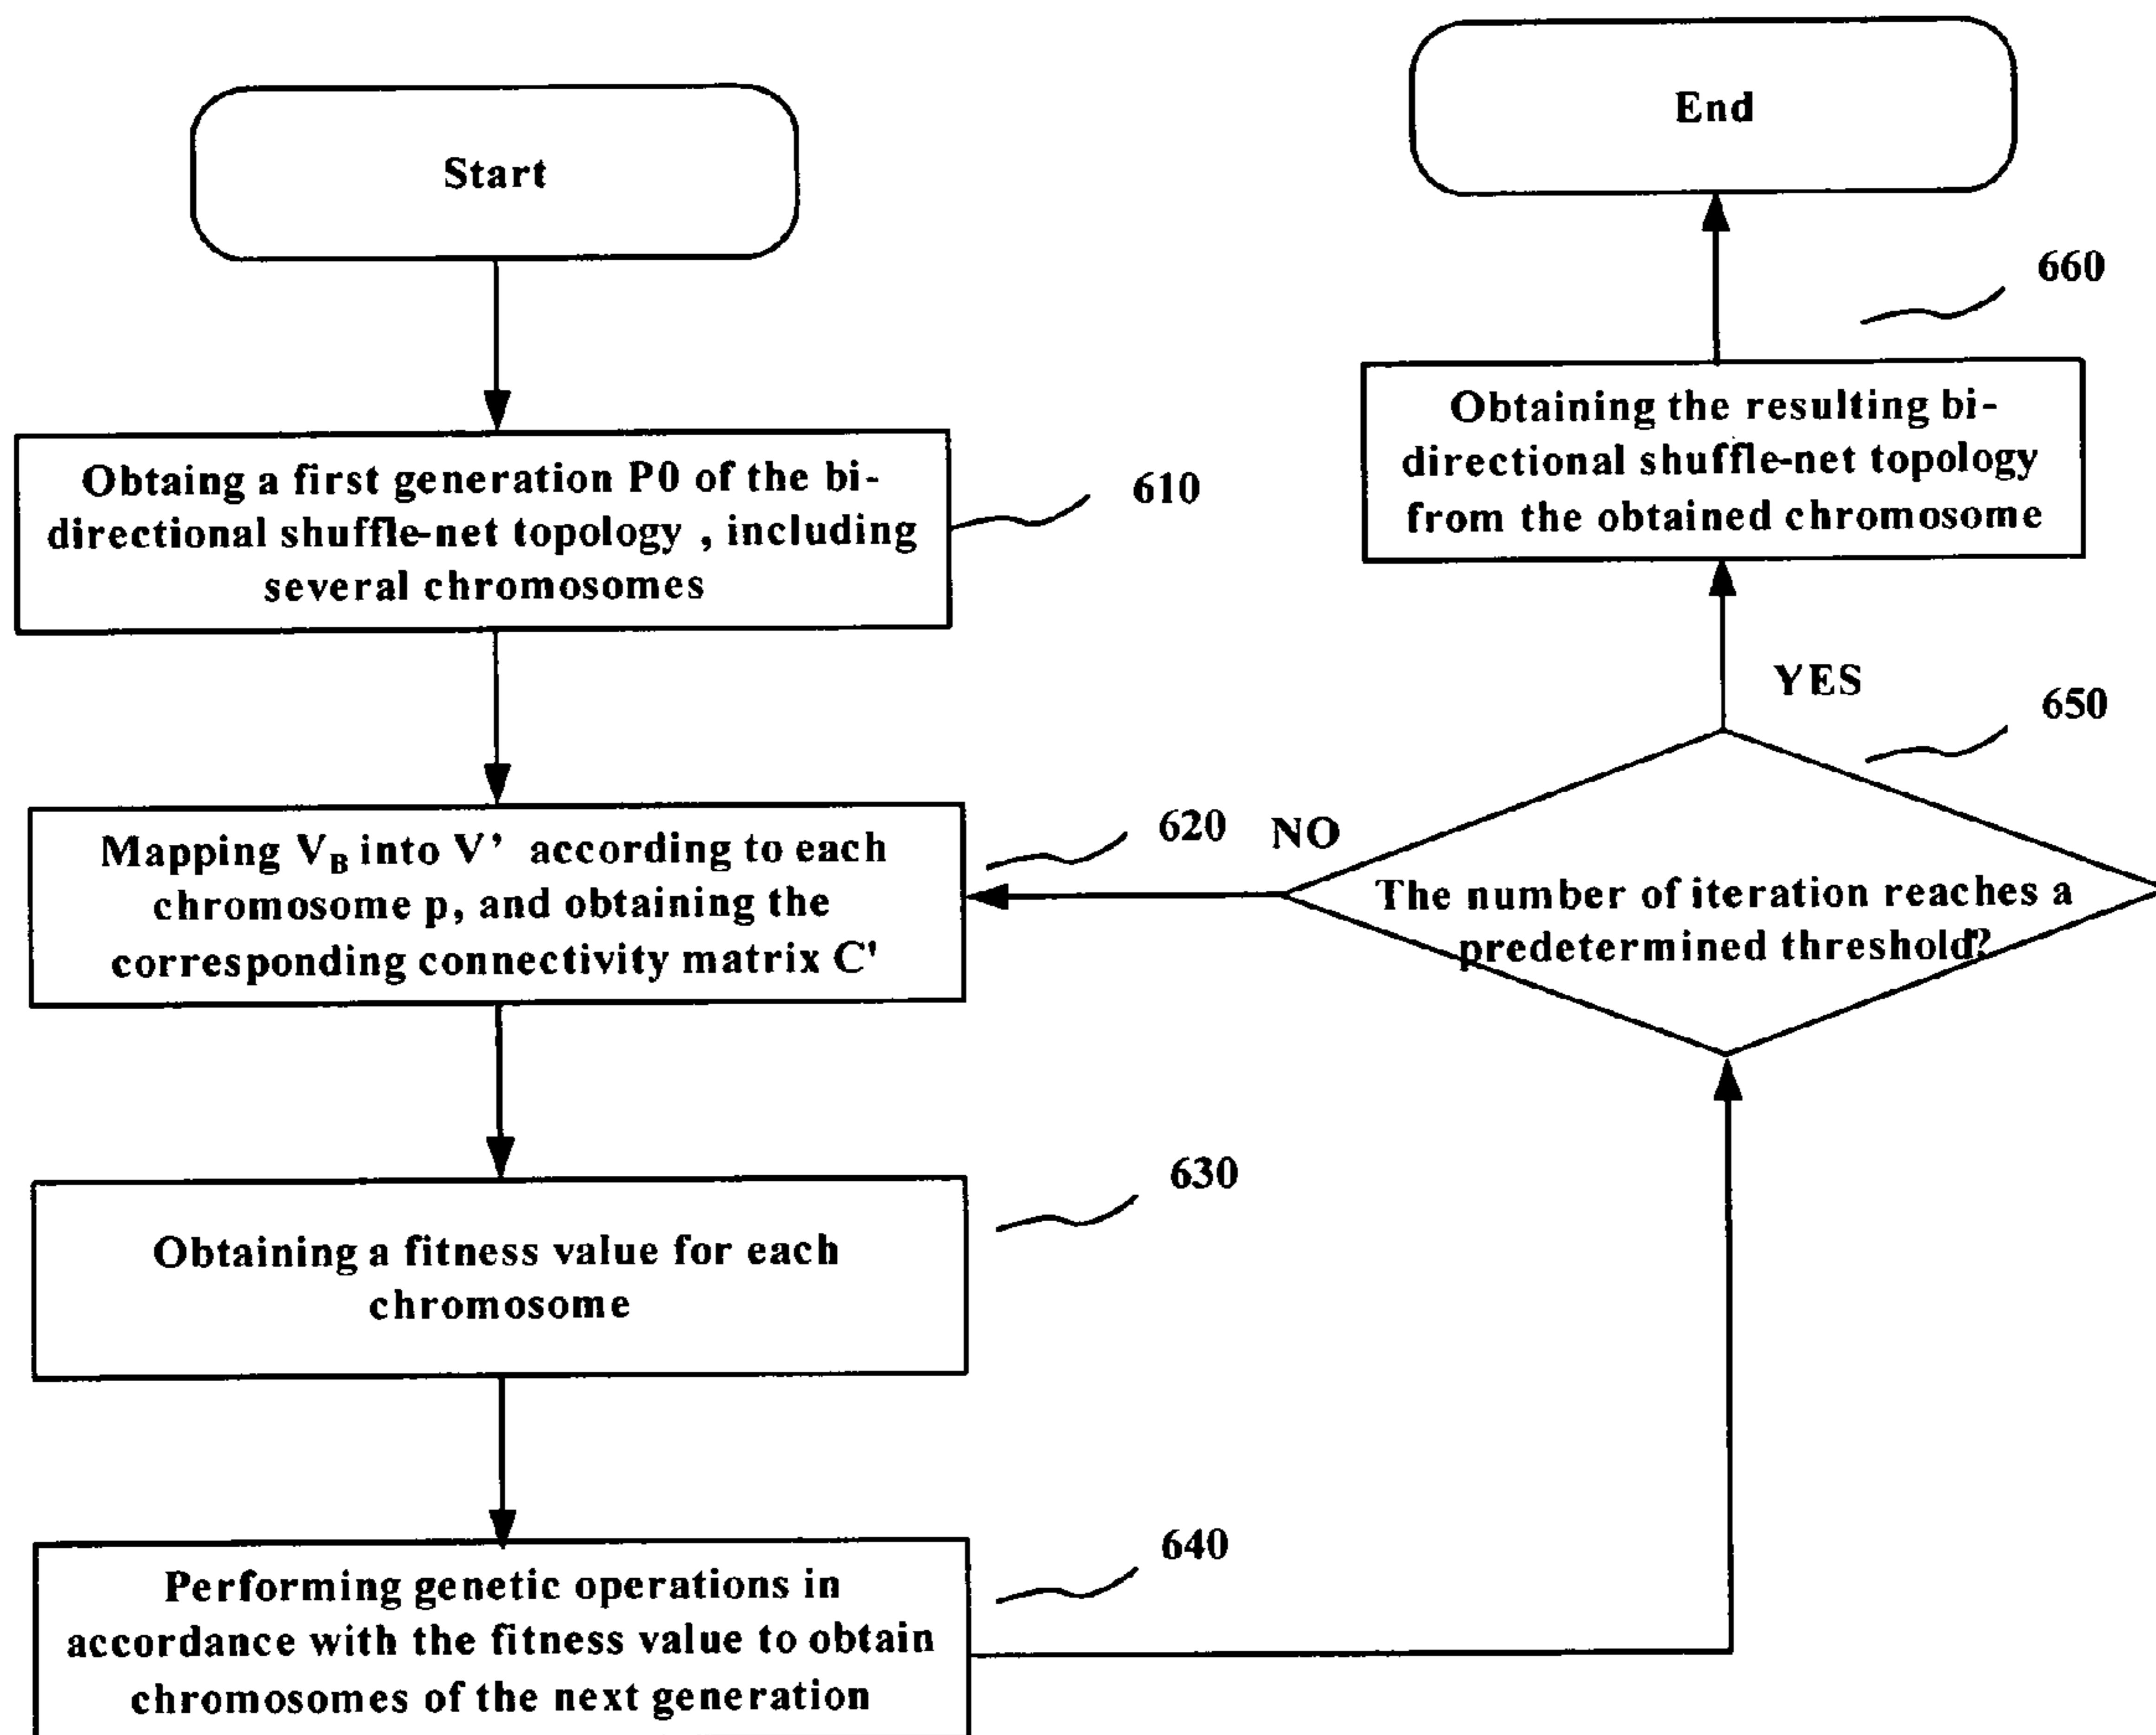 Start
Obtaing a first generation P0 of the bi-
directional shuffle-net topology , including
several chromosomes
610
Mapping VB into V’ according to each
chromosome p, and obtaining the
corresponding connectivity matrix C'
620
Obtaining a fitness value for each
chromosome
630
Performing genetic operations in
accordance with the fitness value to obtain
chromosomes of the next generation
640
The number of iteration reaches a
predetermined threshold?
650
NO
YES
Obtaining the resulting bi-
directional shuffle-net topology
from the obtained chromosome
660
End